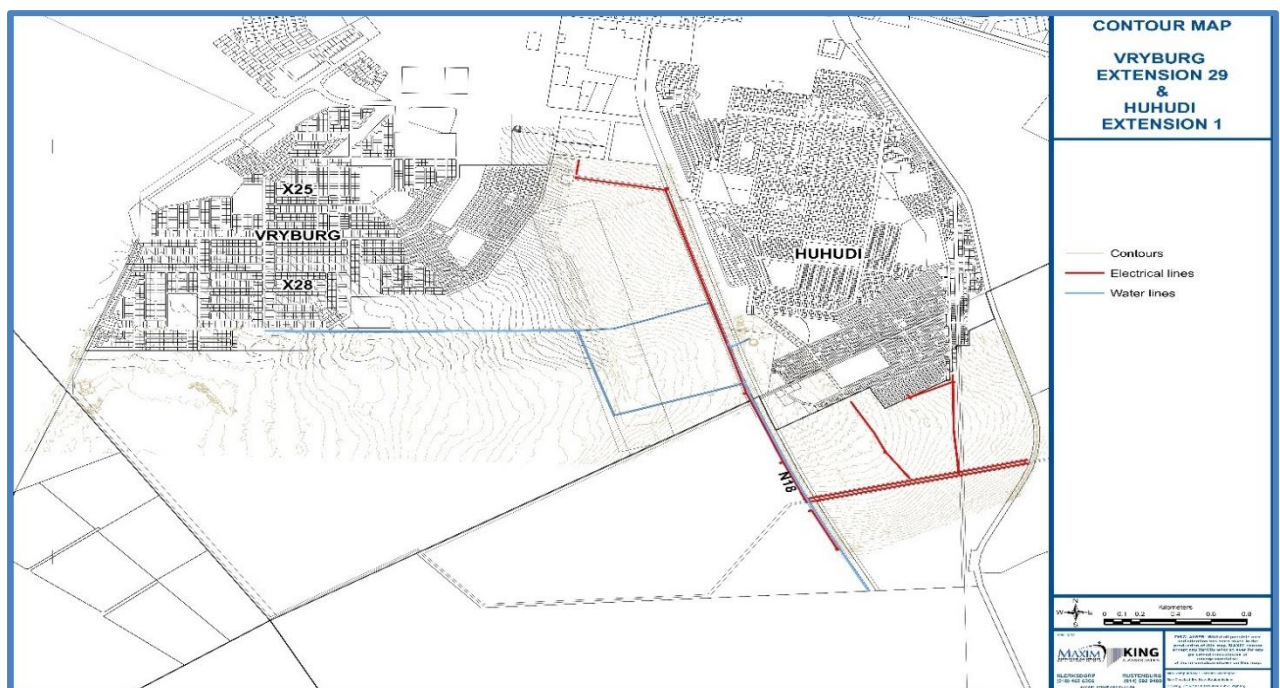 CONTOUR MAP
VRYBURG
EXTENSION 29
&
HUHUDI
EXTENSION 1
X25
VRYBURG
X28
HUHUDI
N18
Contours
Electrical lines
Water lines
N
W E
S
Kilometers
0 0.1 0.2 0.4 0.6 0.8
MAXIM
KING
KLERKSDORP
RUSTENBURG